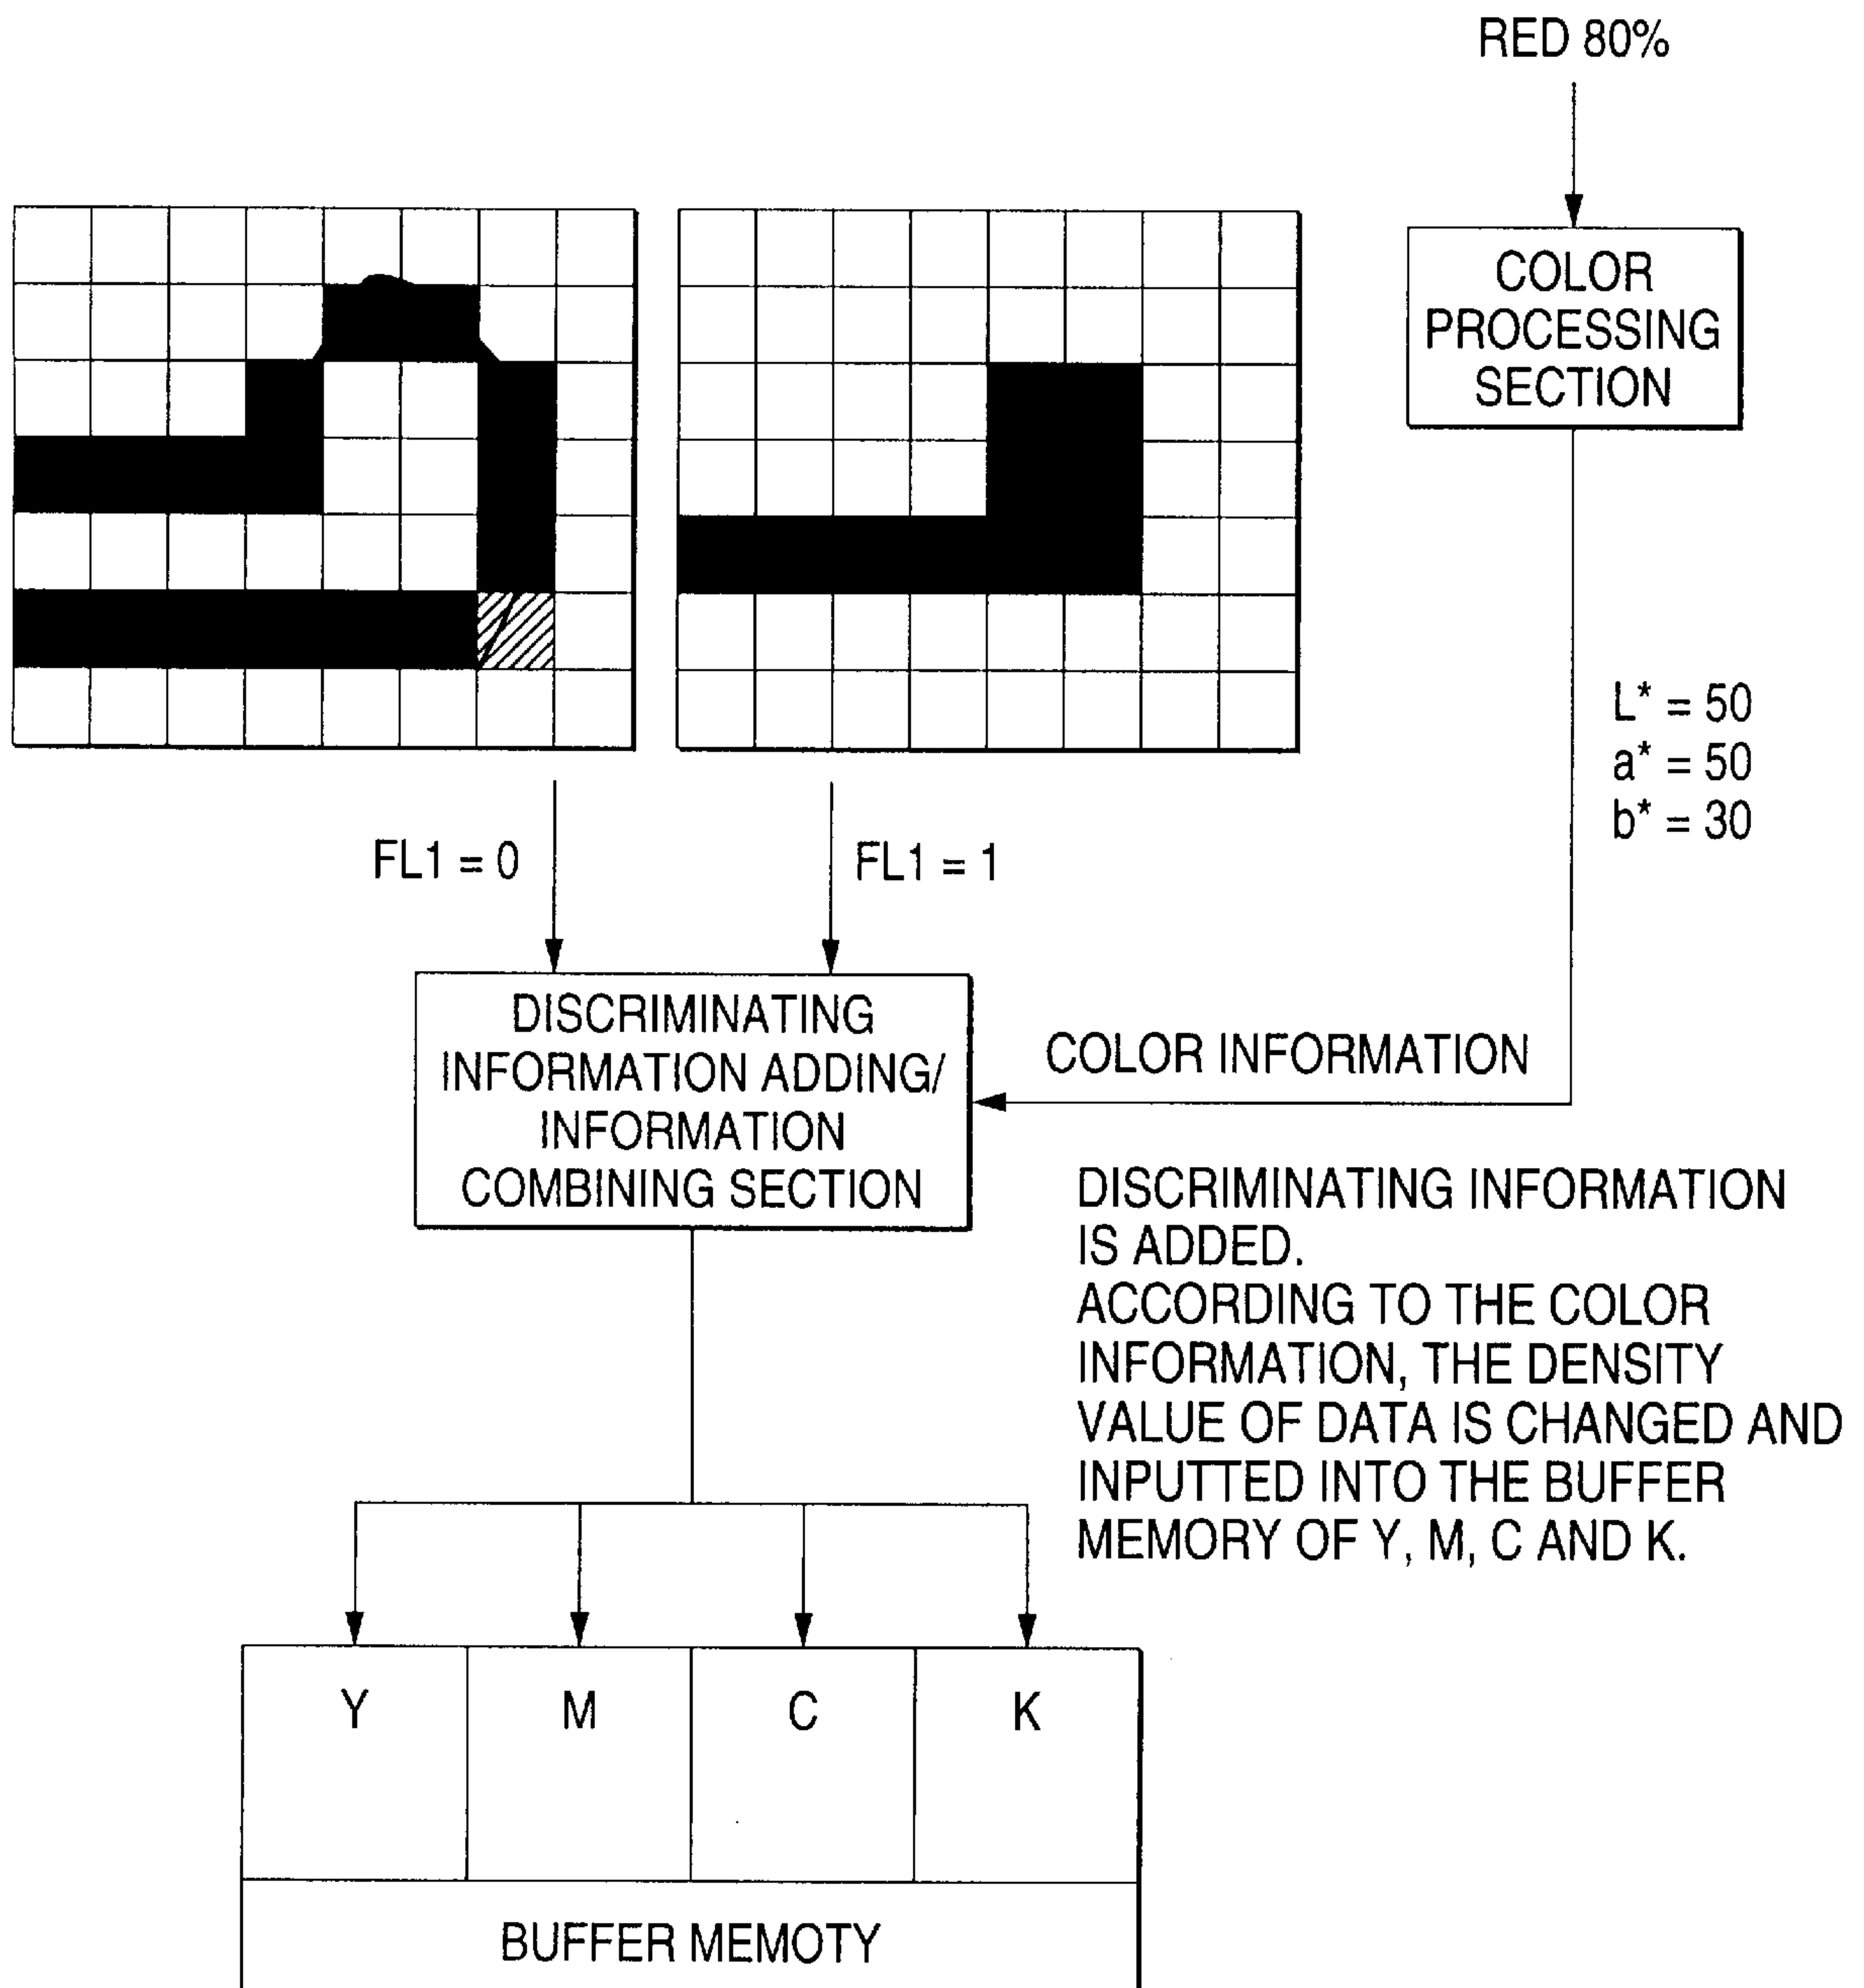 RED 80%
COLOR
PROCESSING
SECTION
L* = 50
a* = 50
b* = 30
FL1 = 0
FL1 = 1
DISCRIMINATING
INFORMATION ADDING/
INFORMATION
COMBINING SECTION
COLOR INFORMATION
DISCRIMINATING INFORMATION
IS ADDED.
ACCORDING TO THE COLOR
INFORMATION, THE DENSITY
VALUE OF DATA IS CHANGED AND
INPUTTED INTO THE BUFFER
MEMORY OF Y, M, C AND K.
Y M C K
BUFFER MEMOTY